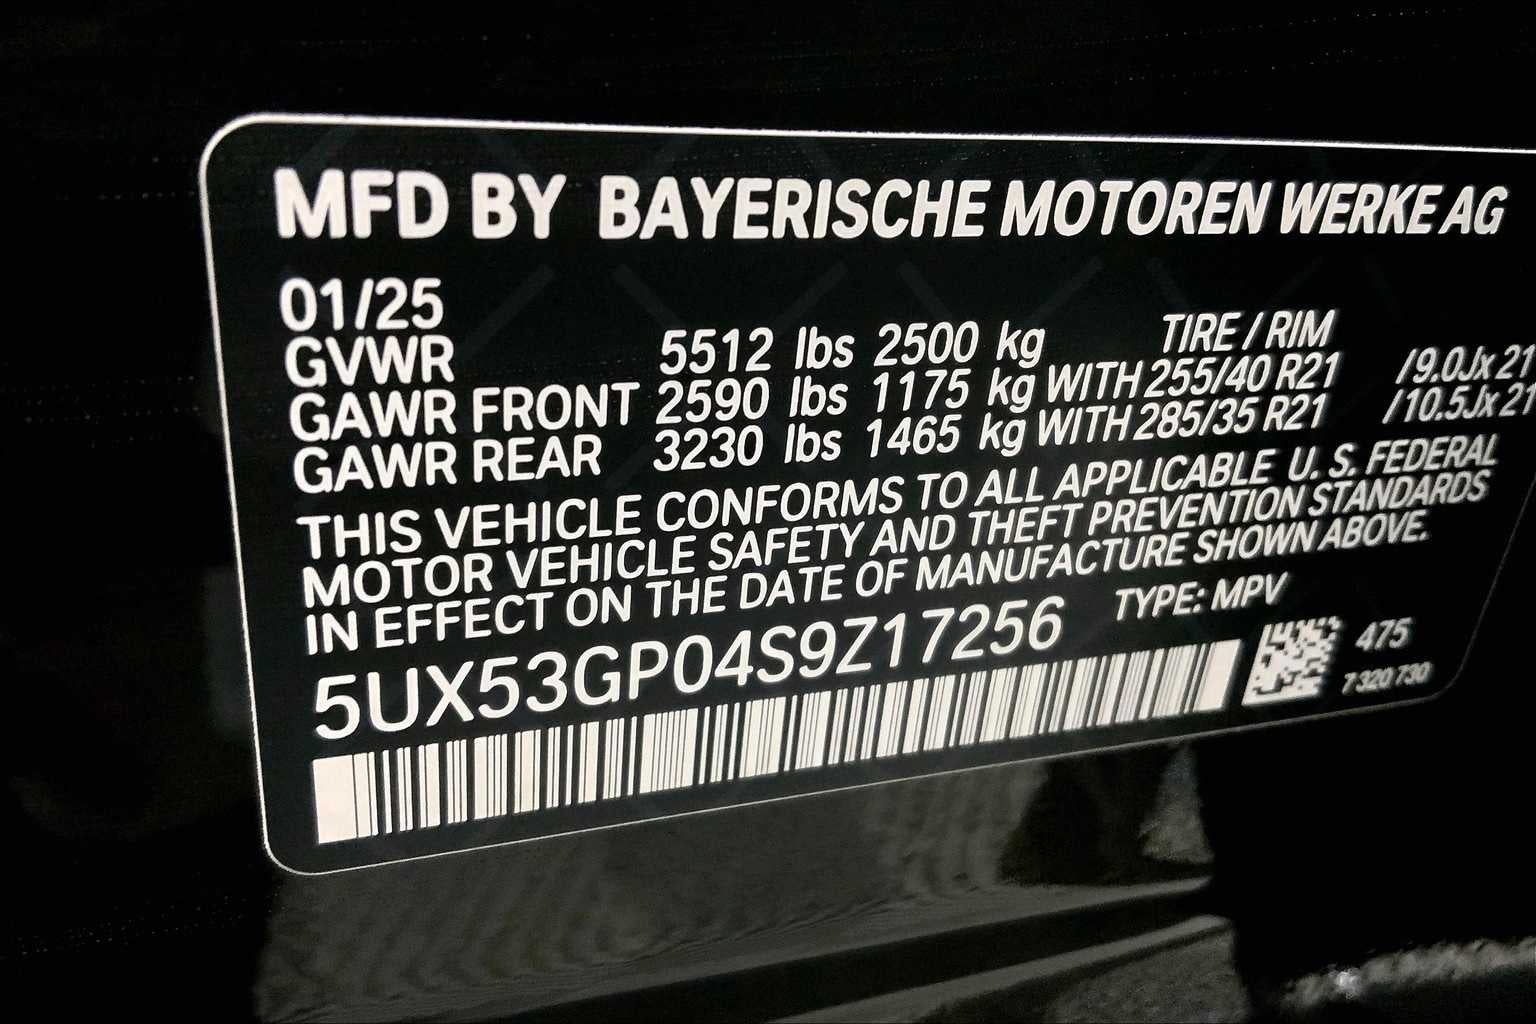 MFD BY BAYERISCHE MOTOREN WERKE AG
01/25
GVWR 5512 lbs 2500 kg TIRE / RIM
GAWR FRONT 2590 lbs 1175 kg WITH 255/40 R21 /9.0Jx21
GAWR REAR 3230 lbs 1465 kg WITH 285/35 R21 /10.5Jx21
THIS VEHICLE CONFORMS TO ALL APPLICABLE U. S. FEDERAL
MOTOR VEHICLE SAFETY AND THEFT PREVENTION STANDARDS
IN EFFECT ON THE DATE OF MANUFACTURE SHOWN ABOVE.
5UX53GP04S9Z17256 TYPE: MPV
475
7 320 730